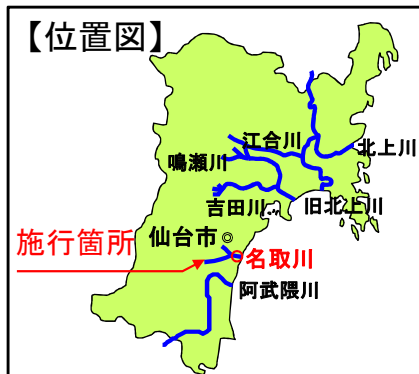 【位置図】
江合川
北上川
鳴瀬川
吉田川
旧北上川
施行箇所
仙台市◎
名取川
阿武隈川